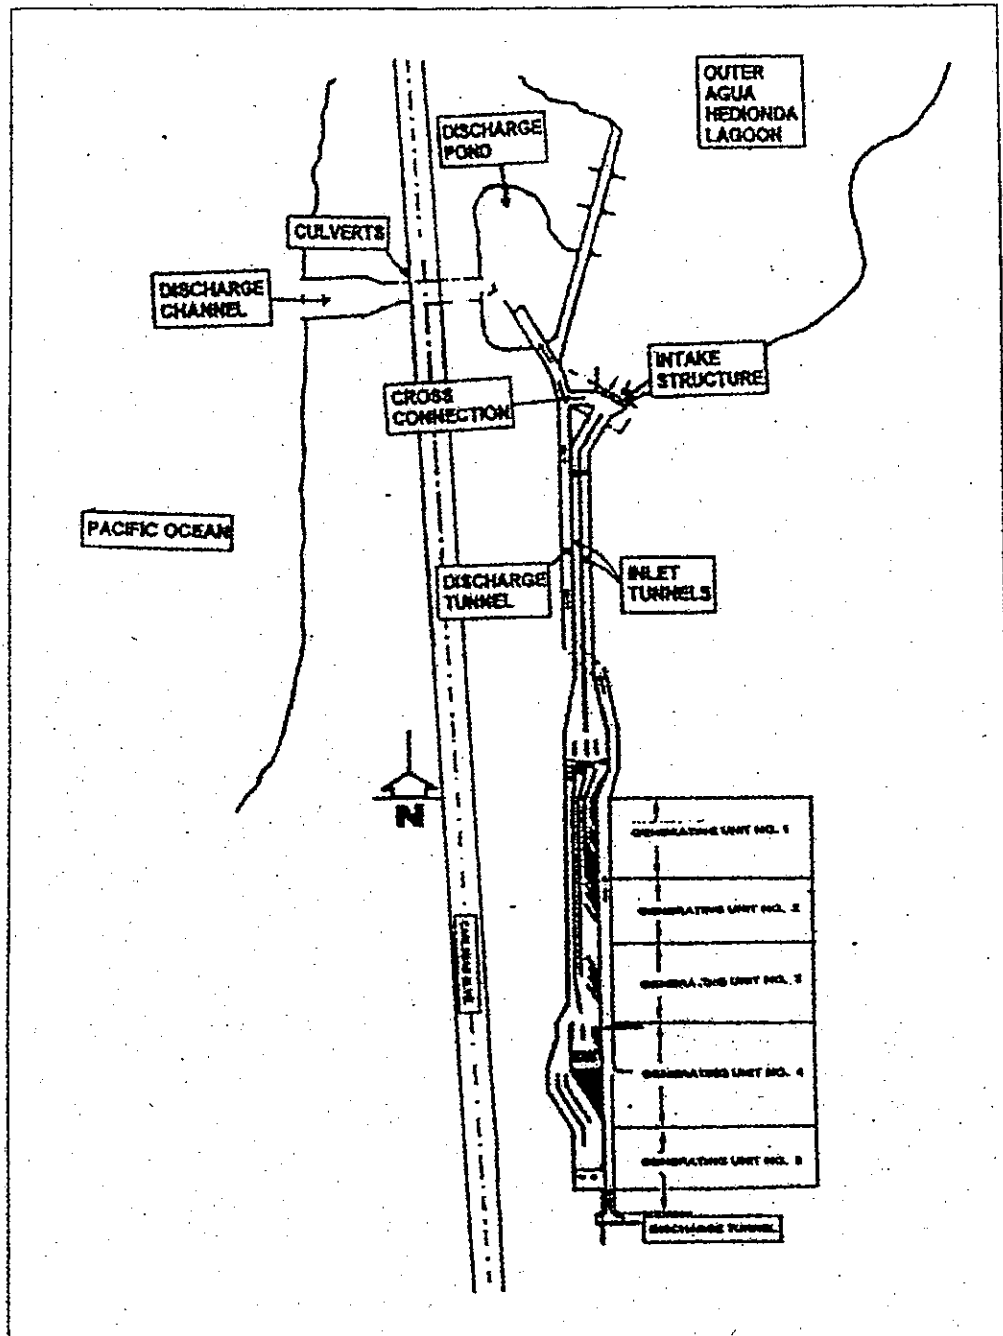 OUTER
AGUA
HEDIONDA
LAGOON
DISCHARGE
POND
CULVERTS
DISCHARGE
CHANNEL
INTAKE
STRUCTURE
CROSS
CONNECTION
PACIFIC OCEAN
DISCHARGE
TUNNEL
INLET
TUNNELS
N
GENERATING UNIT NO. 1
CARLSBAD BLVD.
GENERATING UNIT NO. 2
GENERATING UNIT NO. 3
GENERATING UNIT NO. 4
GENERATING UNIT NO. 5
DISCHARGE TUNNEL